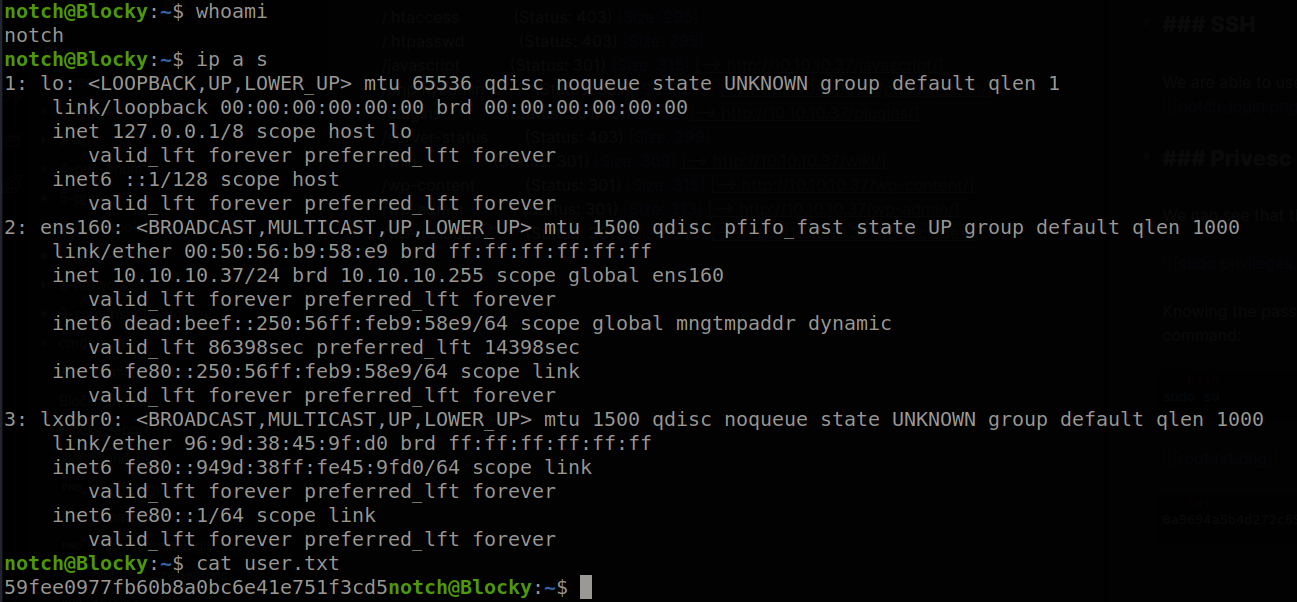 notch@Blocky:~$ whoami
notch
notch@Blocky:~$ ip a s
1: lo: <LOOPBACK,UP,LOWER_UP> mtu 65536 qdisc noqueue state UNKNOWN group default qlen 1
    link/loopback 00:00:00:00:00:00 brd 00:00:00:00:00:00
    inet 127.0.0.1/8 scope host lo
       valid_lft forever preferred_lft forever
    inet6 ::1/128 scope host
       valid_lft forever preferred_lft forever
2: ens160: <BROADCAST,MULTICAST,UP,LOWER_UP> mtu 1500 qdisc pfifo_fast state UP group default qlen 1000
    link/ether 00:50:56:b9:58:e9 brd ff:ff:ff:ff:ff:ff
    inet 10.10.10.37/24 brd 10.10.10.255 scope global ens160
       valid_lft forever preferred_lft forever
    inet6 dead:beef::250:56ff:feb9:58e9/64 scope global mngtmpaddr dynamic
       valid_lft 86398sec preferred_lft 14398sec
    inet6 fe80::250:56ff:feb9:58e9/64 scope link
       valid_lft forever preferred_lft forever
3: lxdbr0: <BROADCAST,MULTICAST,UP,LOWER_UP> mtu 1500 qdisc noqueue state UNKNOWN group default qlen 1000
    link/ether 96:9d:38:45:9f:d0 brd ff:ff:ff:ff:ff:ff
    inet6 fe80::949d:38ff:fe45:9fd0/64 scope link
       valid_lft forever preferred_lft forever
    inet6 fe80::1/64 scope link
       valid_lft forever preferred_lft forever
notch@Blocky:~$ cat user.txt
59fee0977fb60b8a0bc6e41e751f3cd5notch@Blocky:~$
### SSH
### Privesc